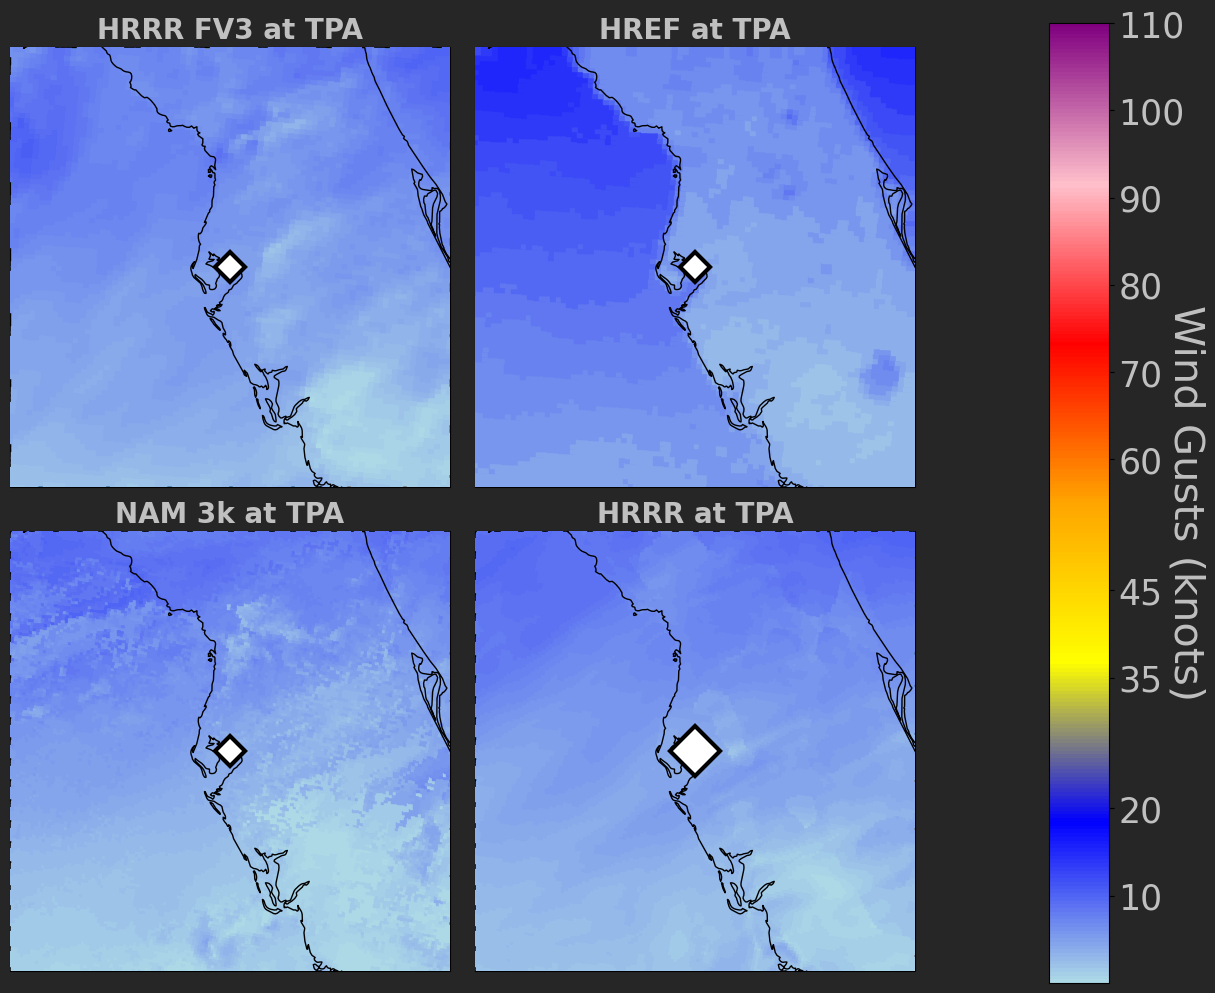 HRRR FV3 at TPA
HREF at TPA
NAM 3k at TPA
HRRR at TPA
110
100
90
80
70
60
45
35
20
10
Wind Gusts (knots)